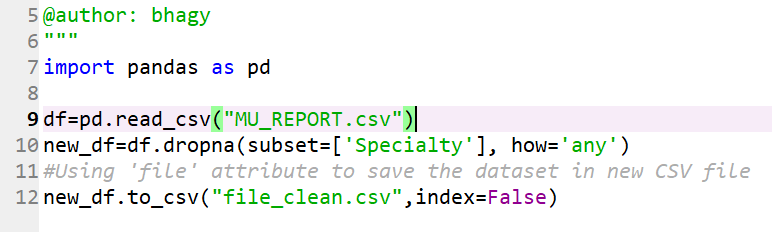 5 @author: bhagy
6 """
7 import pandas as pd
8
9 df=pd.read_csv("MU_REPORT.csv")
10 new_df=df.dropna(subset=['Specialty'], how='any')
11 #Using 'file' attribute to save the dataset in new CSV file
12 new_df.to_csv("file_clean.csv",index=False)